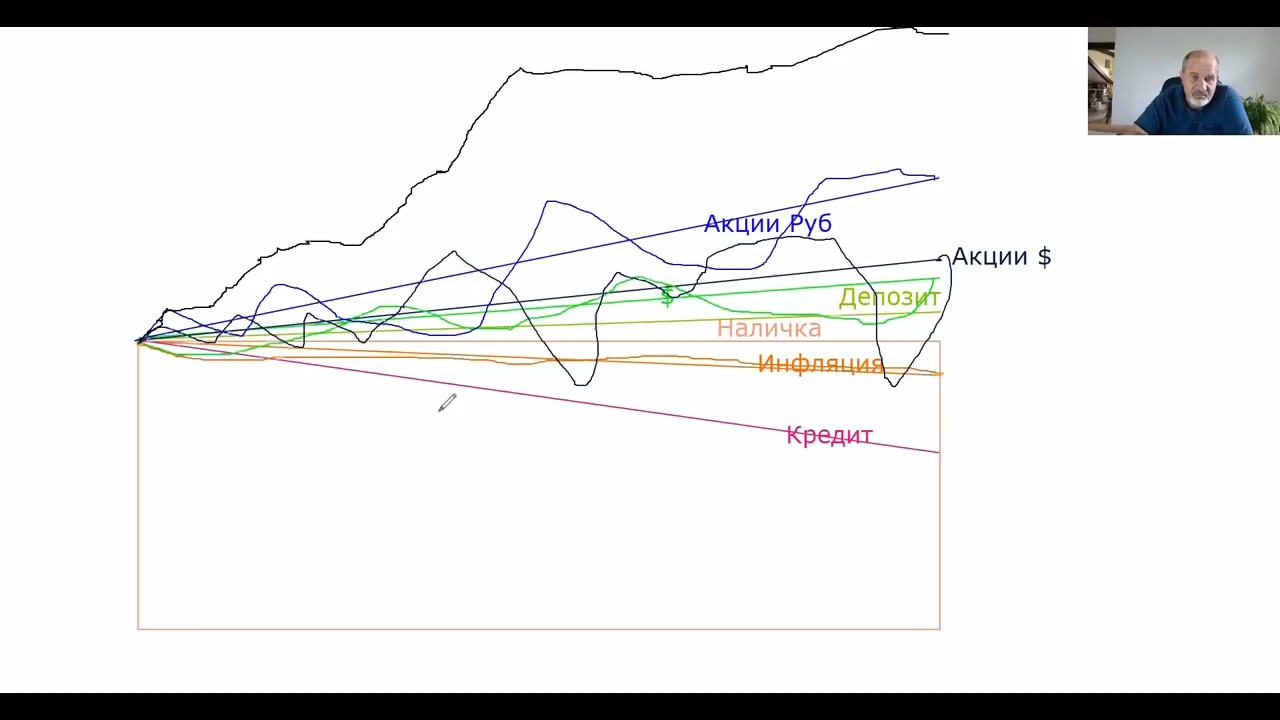 Акции Руб
Акции $
$
Депозит
Наличка
Инфляция
Кредит